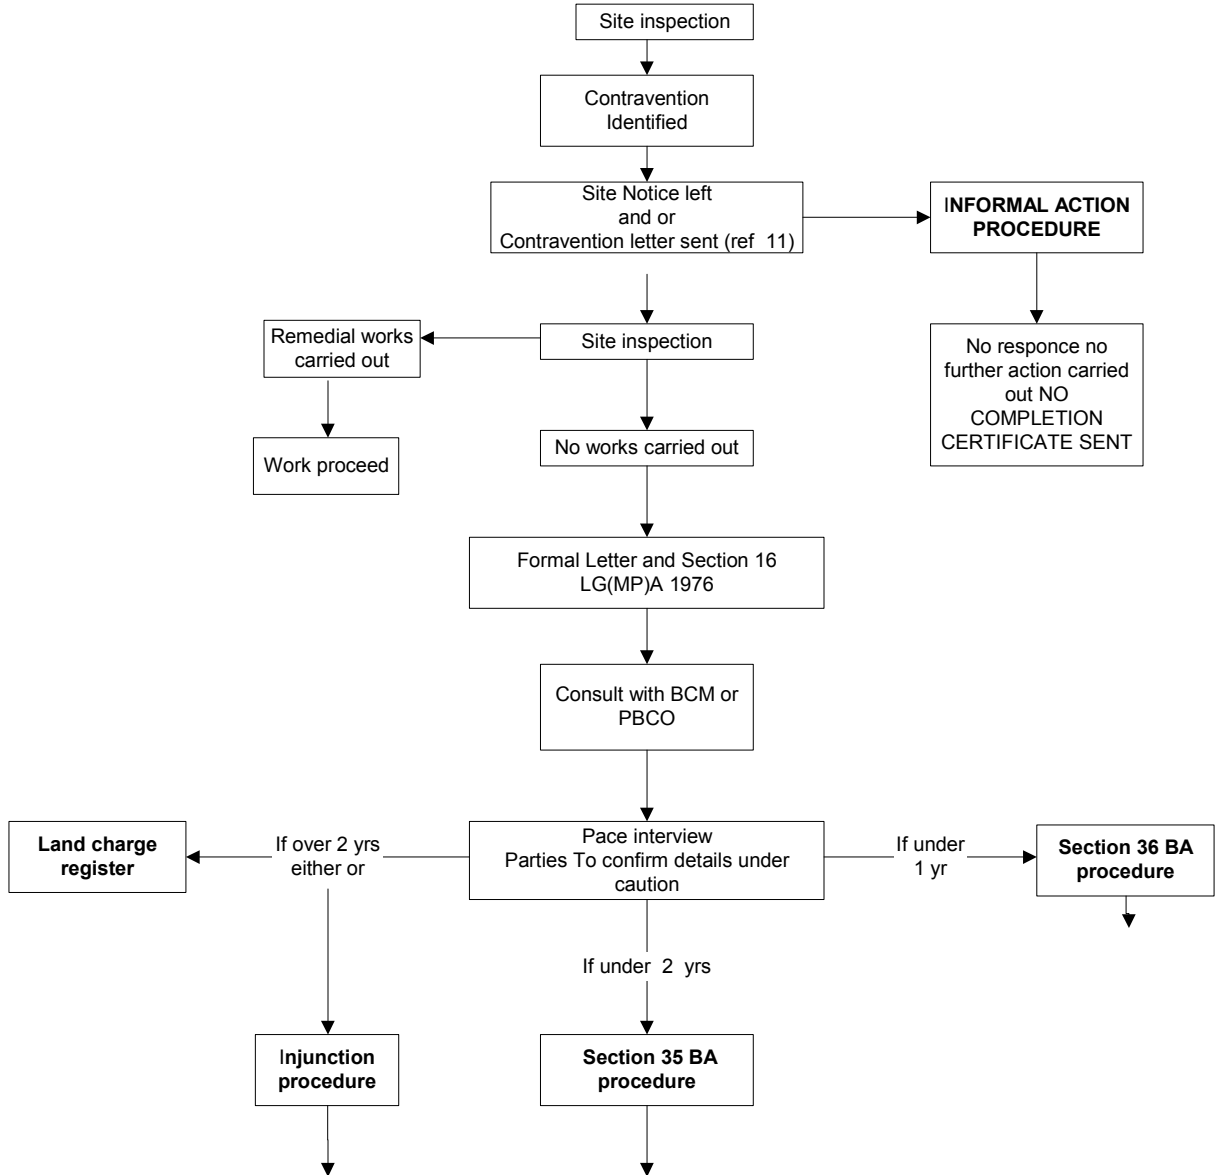 Site inspection
Contravention
Identified
Site Notice left
and or
Contravention letter sent (ref  11)
INFORMAL ACTION
PROCEDURE
Remedial works
carried out
Site inspection
No responce no
further action carried
out NO
COMPLETION
CERTIFICATE SENT
Work proceed
No works carried out
Formal Letter and Section 16
LG(MP)A 1976
Consult with BCM or
PBCO
Land charge
register
If over 2 yrs
either or
Pace interview
Parties To confirm details under
caution
If under
1 yr
Section 36 BA
procedure
If under  2  yrs
Injunction
procedure
Section 35 BA
procedure